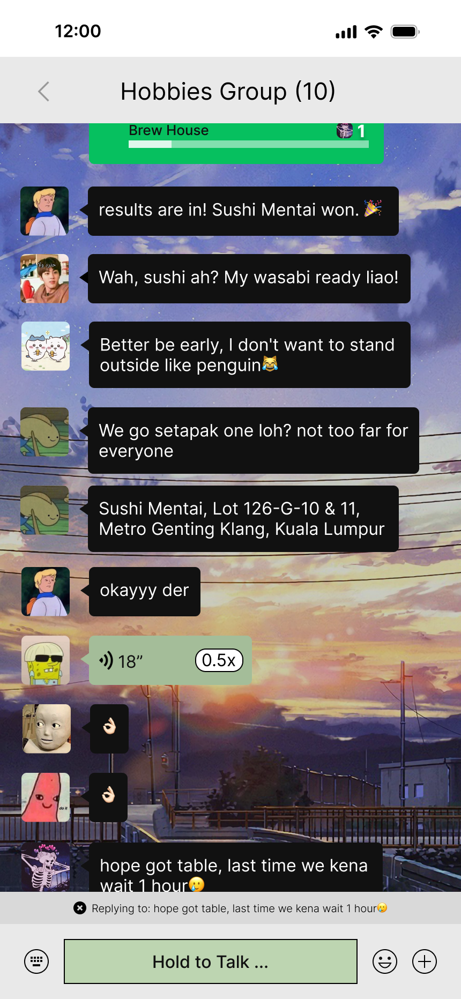 12:00
Hobbies Group (10)
Brew House
1
results are in! Sushi Mentai won. 🎉
Wah, sushi ah? My wasabi ready liao!
Better be early, I don't want to stand
outside like penguin😹
We go setapak one loh? not too far for
everyone
Sushi Mentai, Lot 126-G-10 & 11,
Metro Genting Klang, Kuala Lumpur
okayyy der
18”
0.5x
👌🏻
do it
👌🏻
hope got table, last time we kena
wait 1 hour🥲
Replying to: hope got table, last time we kena wait 1 hour🥲
Hold to Talk ...